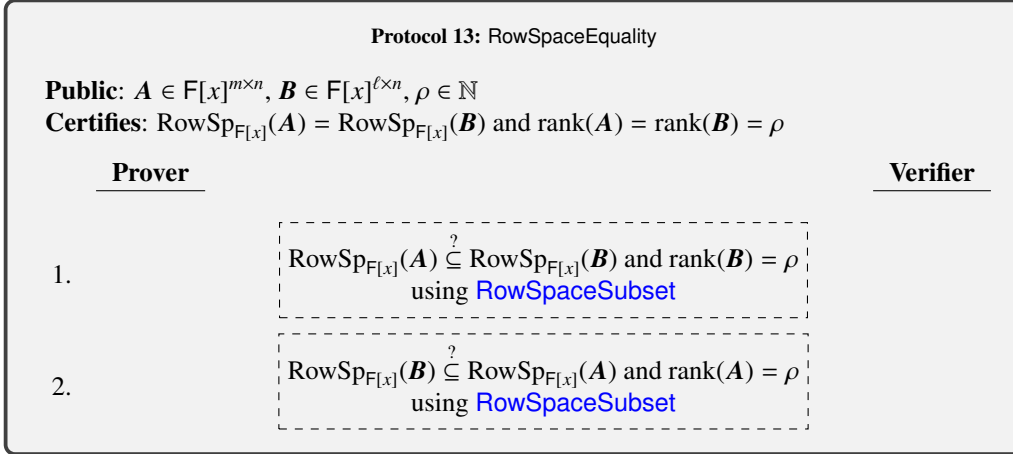 Protocol 13: RowSpaceEquality
Public: A ∈ F[x]^{m×n}, B ∈ F[x]^{ℓ×n}, ρ ∈ ℕ
Certifies: RowSp_{F[x]}(A) = RowSp_{F[x]}(B) and rank(A) = rank(B) = ρ
Prover Verifier
1. RowSp_{F[x]}(A) ⊆^? RowSp_{F[x]}(B) and rank(B) = ρ
using RowSpaceSubset
2. RowSp_{F[x]}(B) ⊆^? RowSp_{F[x]}(A) and rank(A) = ρ
using RowSpaceSubset